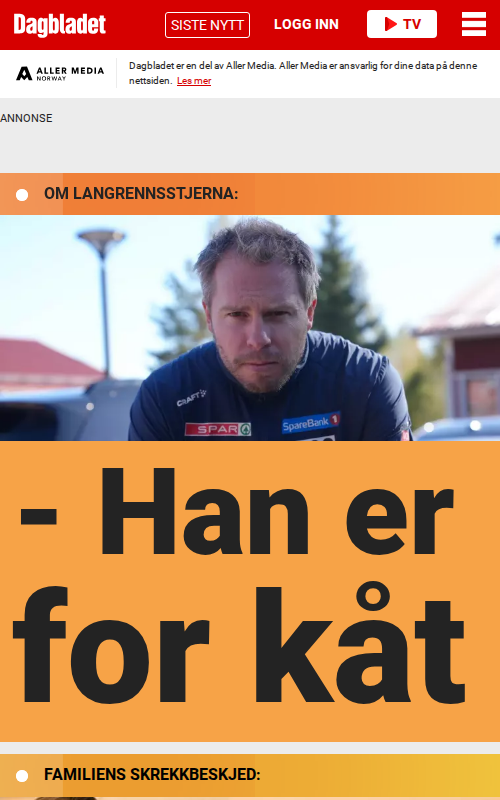 Dagbladet
SISTE NYTT
LOGG INN
TV
ALLER MEDIA
NORWAY
Dagbladet er en del av Aller Media. Aller Media er ansvarlig for dine data på denne
nettsiden. Les mer
ANNONSE
OM LANGRENNSSTJERNA:
CRAFT
SPAR
SpareBank 1
- Han er
for kåt
FAMILIENS SKREKKBESKJED: